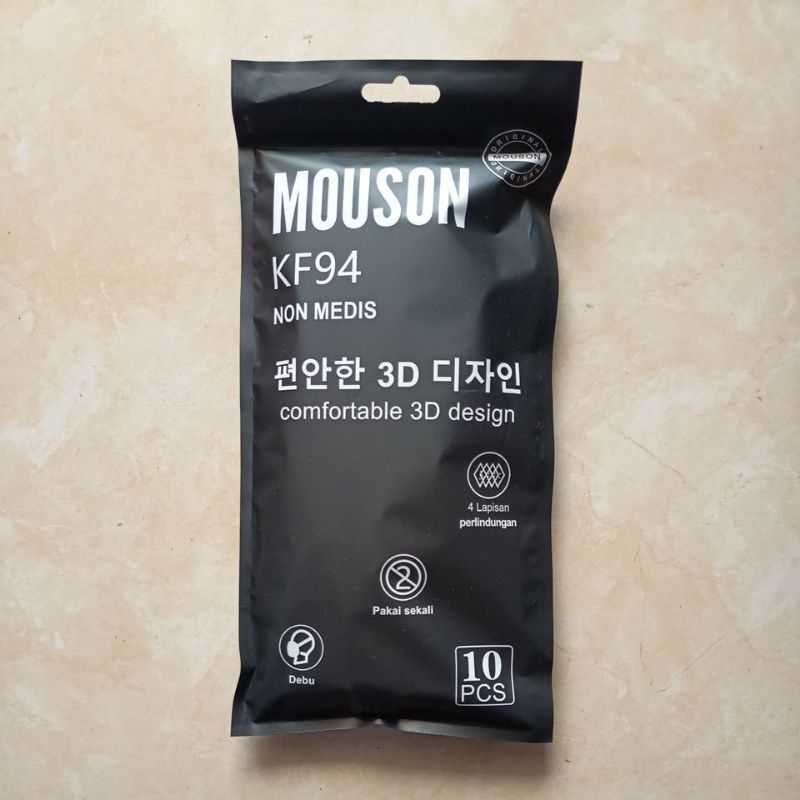 ORIGINAL
MOUSON
ORIGINAL
MOUSON
KF94
NON MEDIS
편안한 3D 디자인
comfortable 3D design
4 Lapisan
perlindungan
2
Pakai sekali
Debu
10
PCS